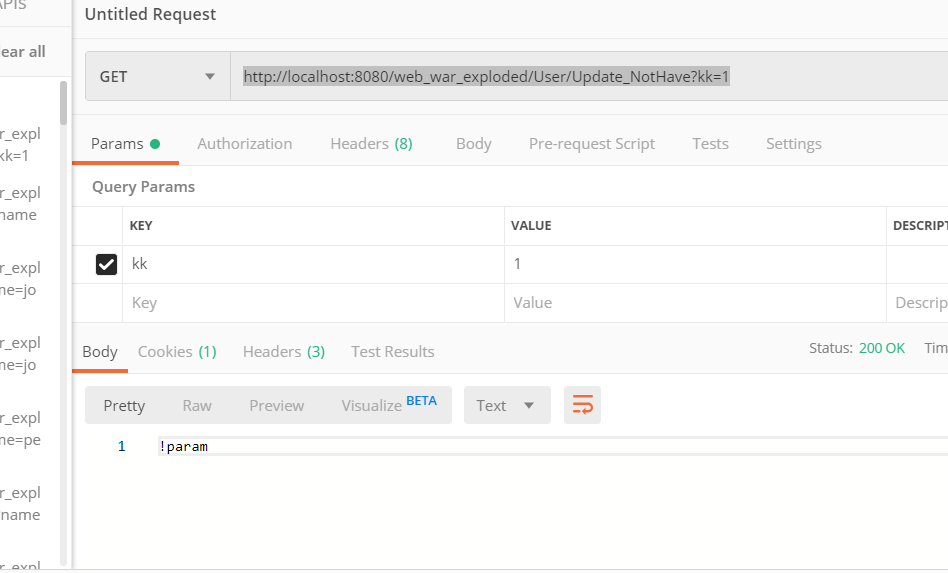 APIS
Untitled Request
ear all
GET
http://localhost:8080/web_war_exploded/User/Update_NotHave?kk=1
r_expl
kk=1
r_expl
name
r_expl
me=jo
r_expl
me=jo
r_expl
me=pe
r_expl
name
r_expl
Params
Authorization
Headers (8)
Body
Pre-request Script
Tests
Settings
Query Params
KEY
VALUE
DESCRIPT
kk
1
Key
Value
Descrip
Body
Cookies (1)
Headers (3)
Test Results
Status: 200 OK
Tim
Pretty
Raw
Preview
Visualize BETA
Text
1
!param